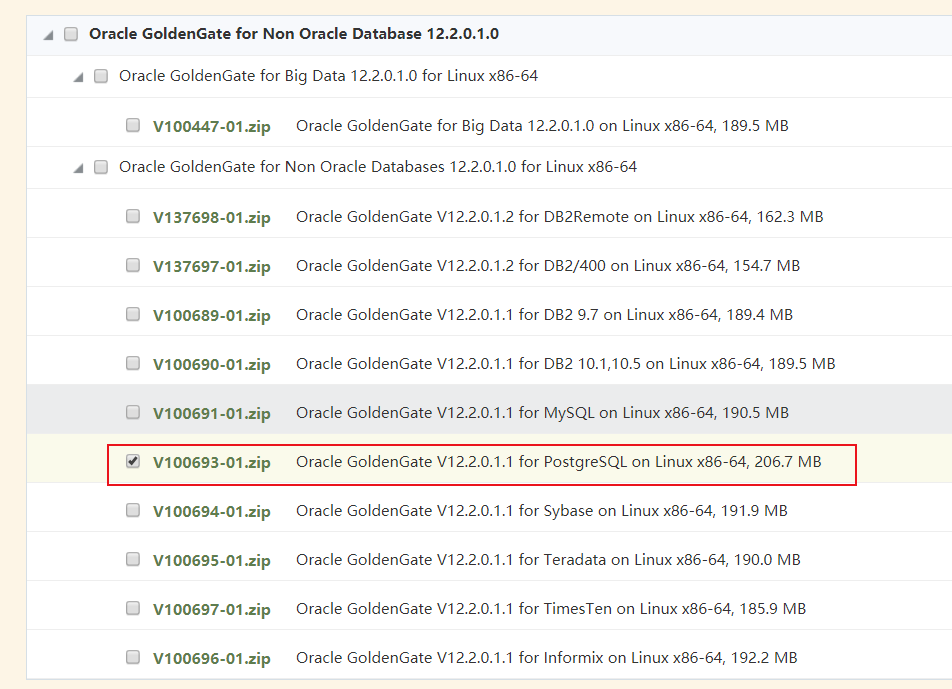 Oracle GoldenGate for Non Oracle Database 12.2.0.1.0
Oracle GoldenGate for Big Data 12.2.0.1.0 for Linux x86-64
V100447-01.zip Oracle GoldenGate for Big Data 12.2.0.1.0 on Linux x86-64, 189.5 MB
Oracle GoldenGate for Non Oracle Databases 12.2.0.1.0 for Linux x86-64
V137698-01.zip Oracle GoldenGate V12.2.0.1.2 for DB2Remote on Linux x86-64, 162.3 MB
V137697-01.zip Oracle GoldenGate V12.2.0.1.2 for DB2/400 on Linux x86-64, 154.7 MB
V100689-01.zip Oracle GoldenGate V12.2.0.1.1 for DB2 9.7 on Linux x86-64, 189.4 MB
V100690-01.zip Oracle GoldenGate V12.2.0.1.1 for DB2 10.1,10.5 on Linux x86-64, 189.5 MB
V100691-01.zip Oracle GoldenGate V12.2.0.1.1 for MySQL on Linux x86-64, 190.5 MB
V100693-01.zip Oracle GoldenGate V12.2.0.1.1 for PostgreSQL on Linux x86-64, 206.7 MB
V100694-01.zip Oracle GoldenGate V12.2.0.1.1 for Sybase on Linux x86-64, 191.9 MB
V100695-01.zip Oracle GoldenGate V12.2.0.1.1 for Teradata on Linux x86-64, 190.0 MB
V100697-01.zip Oracle GoldenGate V12.2.0.1.1 for TimesTen on Linux x86-64, 185.9 MB
V100696-01.zip Oracle GoldenGate V12.2.0.1.1 for Informix on Linux x86-64, 192.2 MB